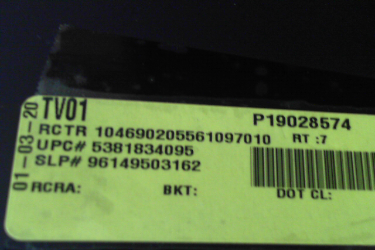 TV01
P19028574
RCTR 104690205561097010 RT :7
UPC# 5381834095
SLP# 96149503162
RCRA: BKT: DOT CL:
01-03-20